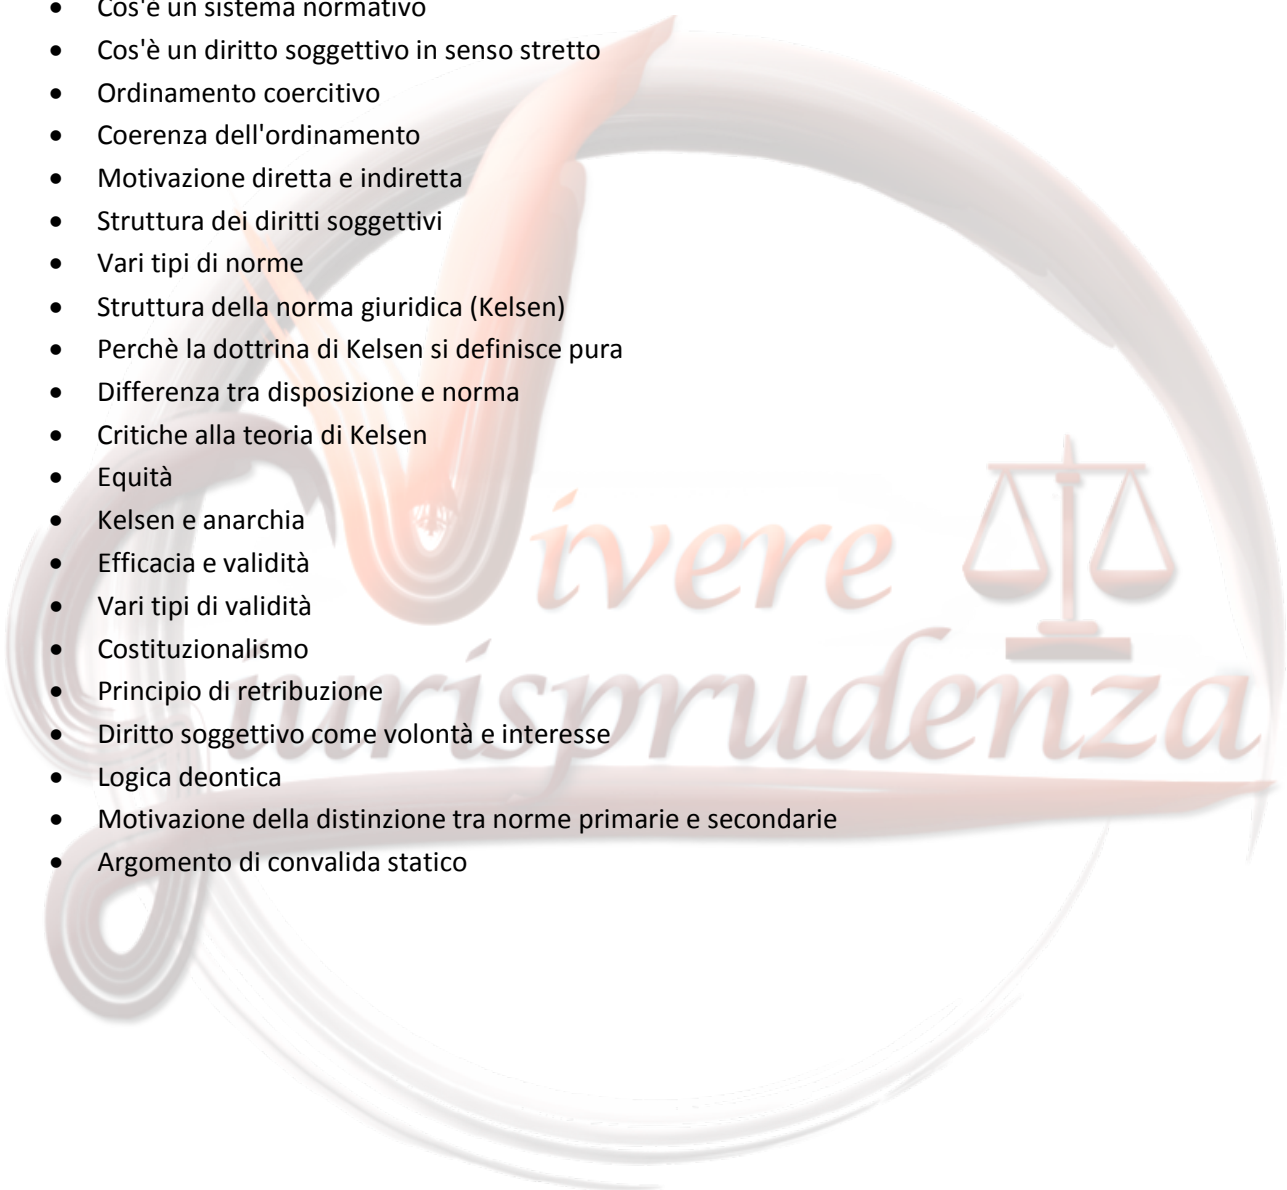 • Cos'è un sistema normativo
• Cos'è un diritto soggettivo in senso stretto
• Ordinamento coercitivo
• Coerenza dell'ordinamento
• Motivazione diretta e indiretta
• Struttura dei diritti soggettivi
• Vari tipi di norme
• Struttura della norma giuridica (Kelsen)
• Perchè la dottrina di Kelsen si definisce pura
• Differenza tra disposizione e norma
• Critiche alla teoria di Kelsen
• Equità
• Kelsen e anarchia
• Efficacia e validità
• Vari tipi di validità
• Costituzionalismo
• Principio di retribuzione
• Diritto soggettivo come volontà e interesse
• Logica deontica
• Motivazione della distinzione tra norme primarie e secondarie
• Argomento di convalida statico
Vivere
Giurisprudenza